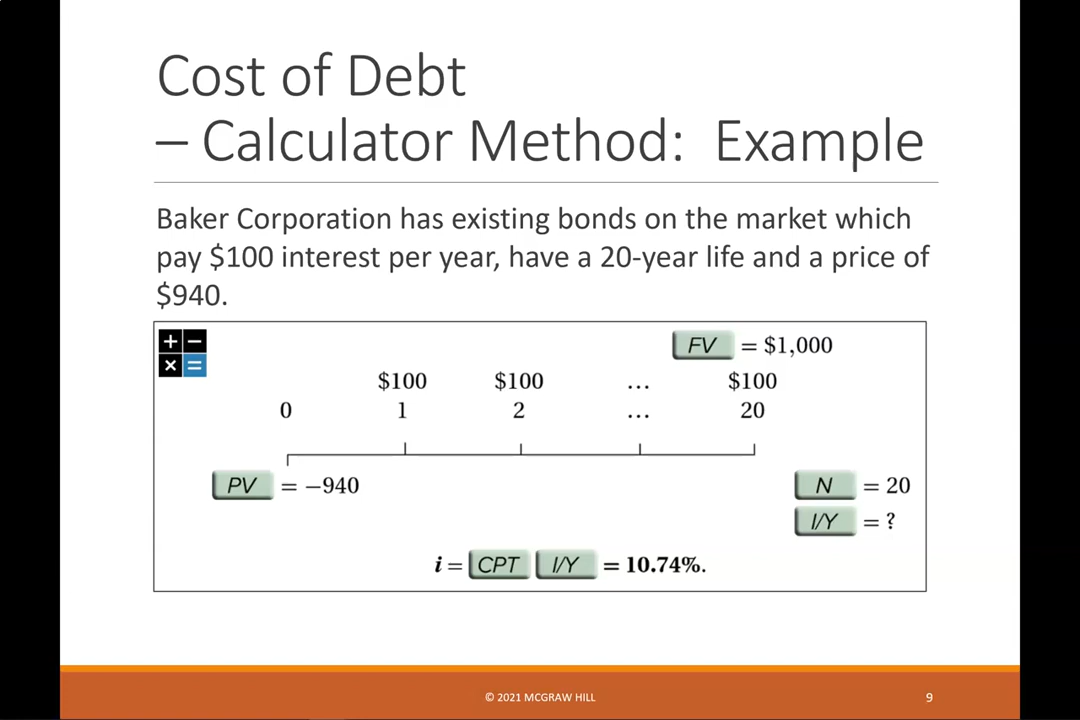 Cost of Debt
– Calculator Method: Example
Baker Corporation has existing bonds on the market which
pay $100 interest per year, have a 20-year life and a price of
$940.
+ −
× =
FV = $1,000
$100 $100 ... $100
0 1 2 ... 20
PV = −940
N = 20
I/Y = ?
i = CPT I/Y = 10.74%.
© 2021 MCGRAW HILL
9